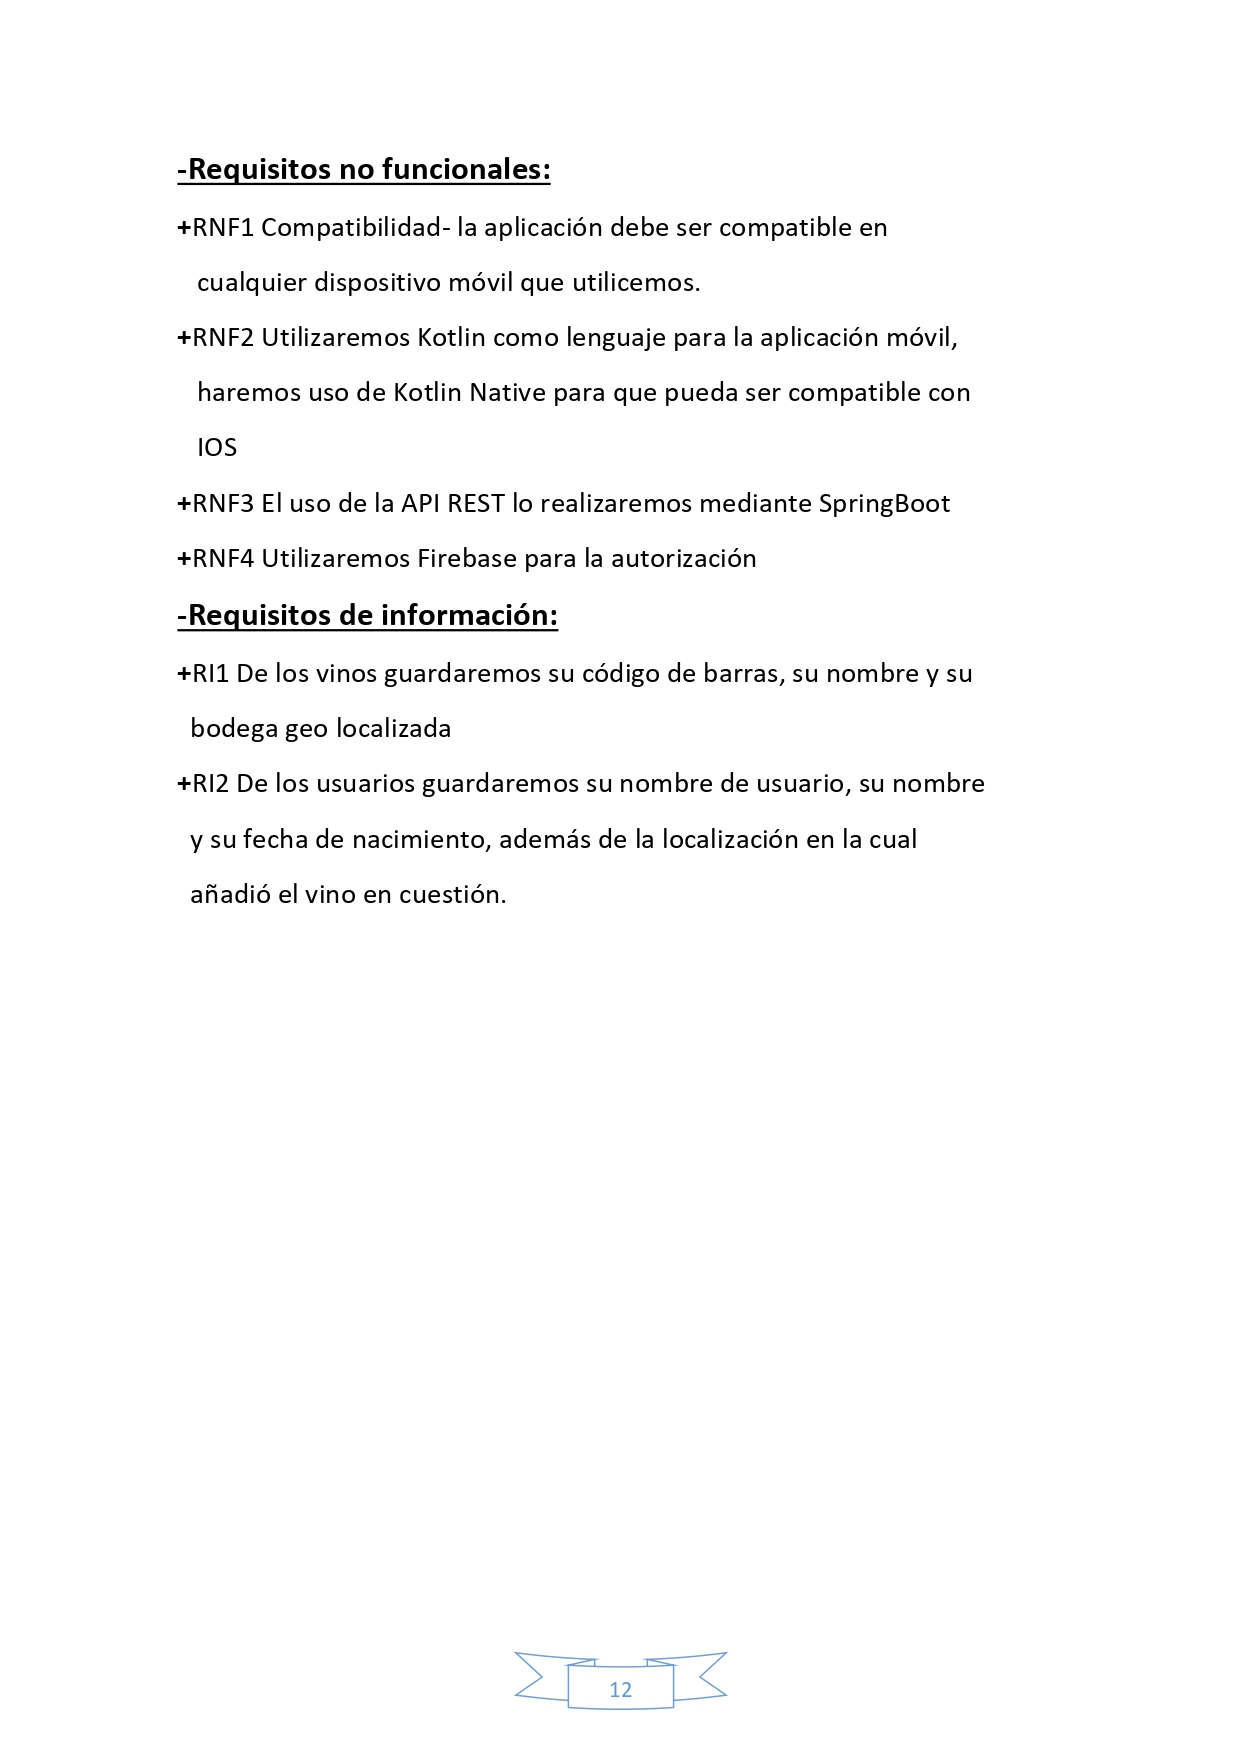 -Requisitos no funcionales:
+RNF1 Compatibilidad- la aplicación debe ser compatible en
cualquier dispositivo móvil que utilicemos.
+RNF2 Utilizaremos Kotlin como lenguaje para la aplicación móvil,
haremos uso de Kotlin Native para que pueda ser compatible con
IOS
+RNF3 El uso de la API REST lo realizaremos mediante SpringBoot
+RNF4 Utilizaremos Firebase para la autorización
-Requisitos de información:
+RI1 De los vinos guardaremos su código de barras, su nombre y su
bodega geo localizada
+RI2 De los usuarios guardaremos su nombre de usuario, su nombre
y su fecha de nacimiento, además de la localización en la cual
añadió el vino en cuestión.
12